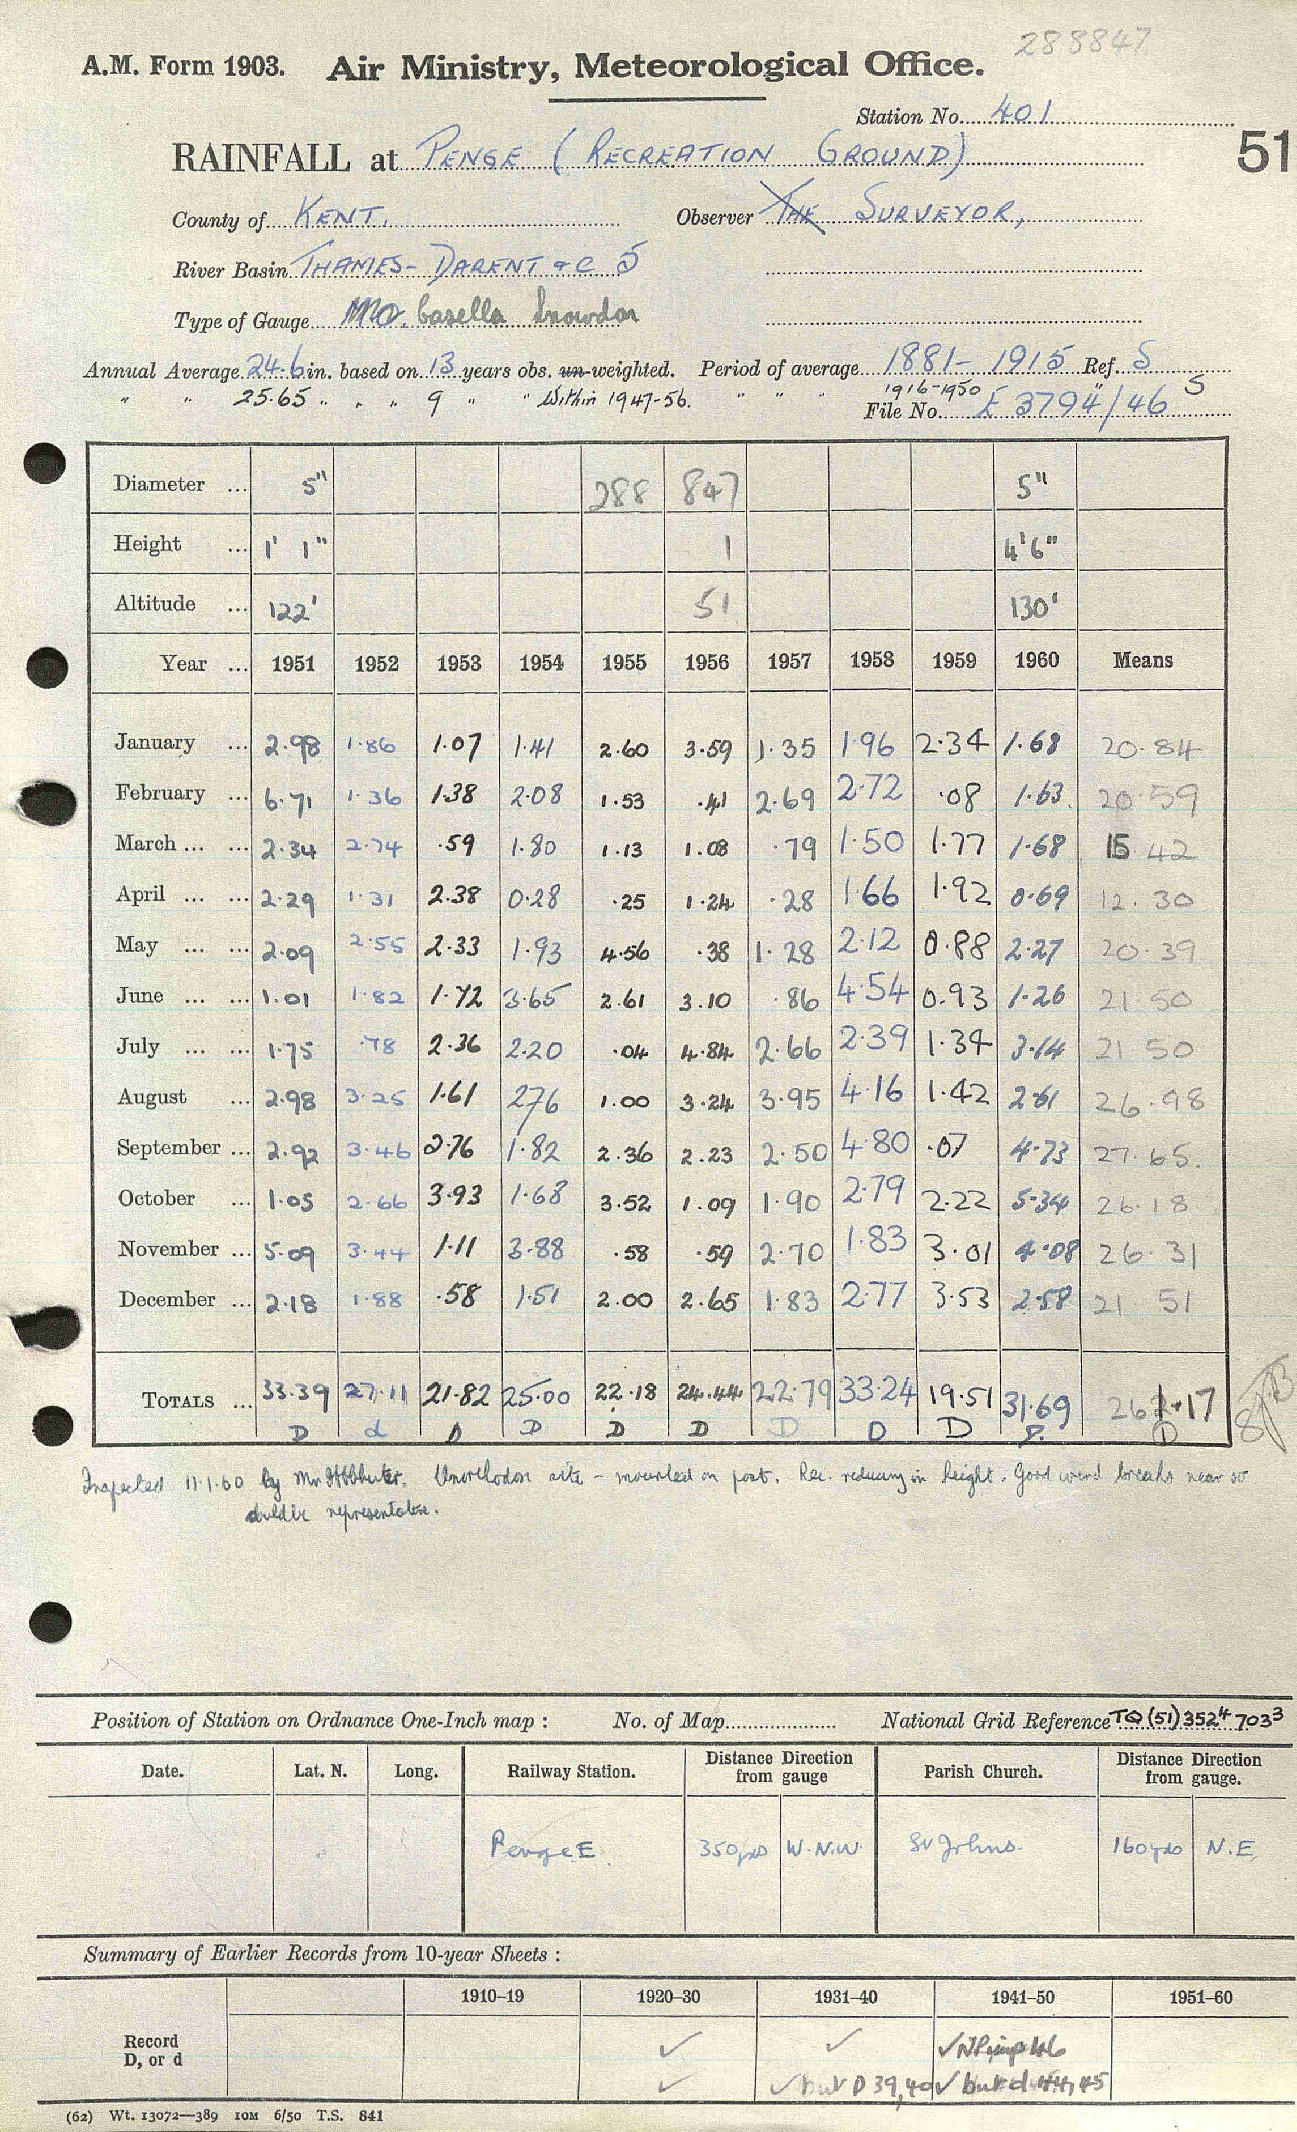 288847
A.M. Form 1903. Air Ministry, Meteorological Office.
Station No. 401
51
RAINFALL at PENGE (RECREATION GROUND)
County of KENT. Observer THE SURVEYOR,
River Basin THAMES - DARENT &C 5
Type of Gauge MO. Casella Snowdon
Annual Average 24.6 in. based on 13 years obs. un-weighted. Period of average 1881-1915 Ref. S
" " 25.65 " " " 9 " " Within 1947-56. " " " 1916-1950 " S
File No. E 3794/46
Diameter ... 5" 288 847 5"
Height ... 1' 1" 1 4'6"
Altitude ... 122' 51 130'
Year ... 1951 1952 1953 1954 1955 1956 1957 1958 1959 1960 Means
January ... 2.98 1.86 1.07 1.41 2.60 3.59 1.35 1.96 2.34 1.68 20.84
February ... 6.71 1.36 1.38 2.08 1.53 .41 2.69 2.72 .08 1.63 20.59
March ... ... 2.34 2.74 .59 1.80 1.13 1.08 .79 1.50 1.77 1.68 15.42
April ... ... 2.29 1.31 2.38 0.28 .25 1.24 .28 1.66 1.92 0.69 12.30
May ... ... 2.09 2.55 2.33 1.93 4.56 .38 1.28 2.12 0.88 2.27 20.39
June ... ... 1.01 1.82 1.72 3.65 2.61 3.10 .86 4.54 0.93 1.26 21.50
July ... ... 1.75 .78 2.36 2.20 .04 4.84 2.66 2.39 1.34 3.14 21 50
August ... 2.98 3.25 1.61 2.76 1.00 3.24 3.95 4.16 1.42 2.61 26.98
September ... 2.92 3.46 2.76 1.82 2.36 2.23 2.50 4.80 .07 4.73 27.65.
October ... 1.05 2.66 3.93 1.68 3.52 1.09 1.90 2.79 2.22 5.34 26.18
November ... 5.09 3.44 1.11 3.88 .58 .59 2.70 1.83 3.01 4.08 26.31
December ... 2.18 1.88 .58 1.51 2.00 2.65 1.83 2.77 3.53 2.58 21 51
TOTALS ... 33.39 27.11 21.82 25.00 22.18 24.44 22.79 33.24 19.51 31.69 261.17
D d D D D D D D D D. D
Inspected 11.1.60 by Mr. Unorthodox site - mounted on post. Rec. reducing in height. Good wind breaks near so
should be representative.
Position of Station on Ordnance One-Inch map : No. of Map National Grid Reference TQ (51) 352⁴ 703³
Date. Lat. N. Long. Railway Station. Distance Direction from gauge Parish Church. Distance Direction from gauge.
Penge E. 350 yds W.N.W. St Johns. 160 yds N.E.
Summary of Earlier Records from 10-year Sheets :
1910-19 1920-30 1931-40 1941-50 1951-60
Record ✓ ✓ ✓
D, or d ✓ ✓ but D 39, 40 ✓ but d 44, 45
(62) Wt. 13072—389 10M 6/50 T.S. 841